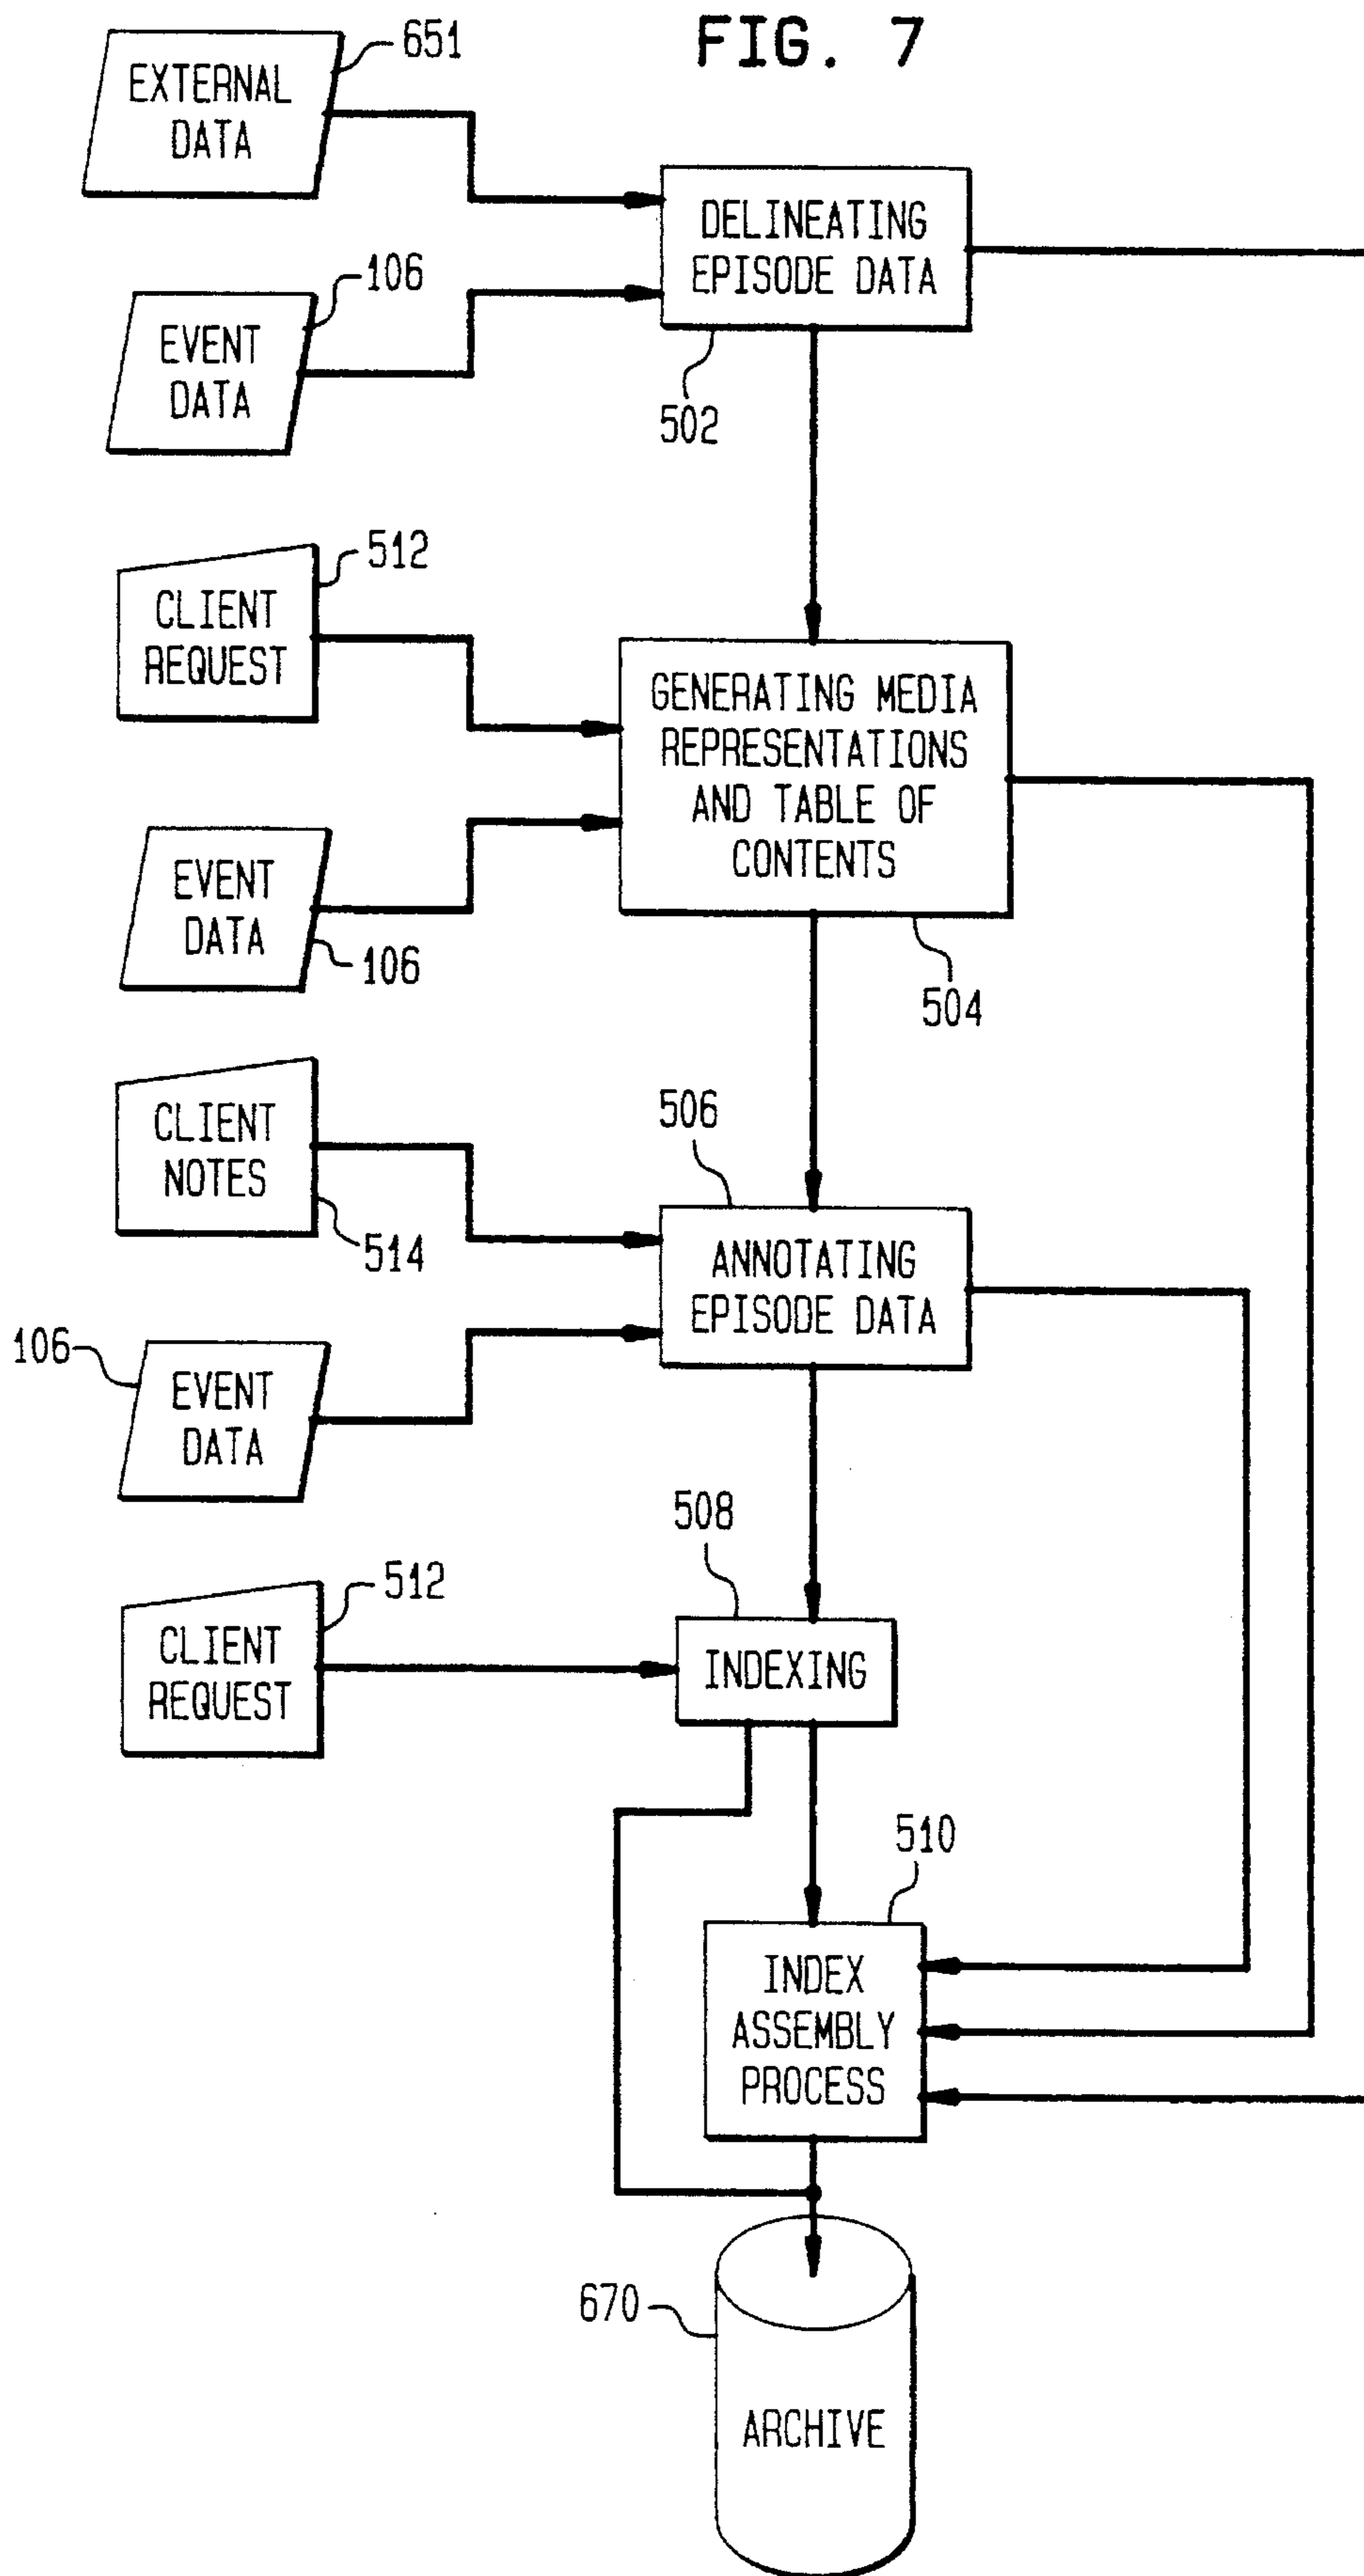 FIG. 7
651
EXTERNAL
DATA
DELINEATING
EPISODE DATA
106
EVENT
DATA
502
512
CLIENT
REQUEST
GENERATING MEDIA
REPRESENTATIONS
AND TABLE OF
CONTENTS
EVENT
DATA
106
504
CLIENT
NOTES
514
506
ANNOTATING
EPISODE DATA
106
EVENT
DATA
508
512
CLIENT
REQUEST
INDEXING
510
INDEX
ASSEMBLY
PROCESS
670
ARCHIVE